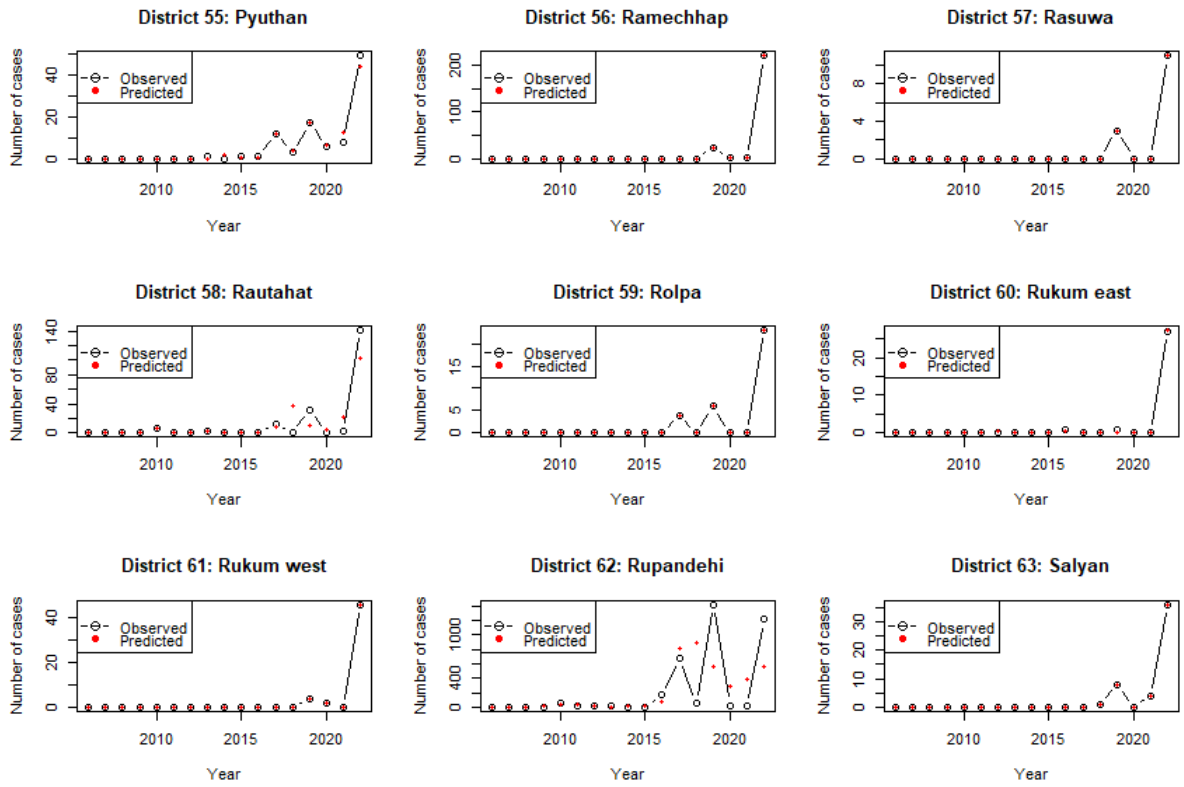 District 55: Pyuthan
Number of cases
0 20 40
Observed
Predicted
2010 2015 2020
Year
District 56: Ramechhap
Number of cases
0 100 200
Observed
Predicted
2010 2015 2020
Year
District 57: Rasuwa
Number of cases
0 4 8
Observed
Predicted
2010 2015 2020
Year
District 58: Rautahat
Number of cases
0 40 80 140
Observed
Predicted
2010 2015 2020
Year
District 59: Rolpa
Number of cases
0 5 15
Observed
Predicted
2010 2015 2020
Year
District 60: Rukum east
Number of cases
0 10 20
Observed
Predicted
2010 2015 2020
Year
District 61: Rukum west
Number of cases
0 20 40
Observed
Predicted
2010 2015 2020
Year
District 62: Rupandehi
Number of cases
0 400 1000
Observed
Predicted
2010 2015 2020
Year
District 63: Salyan
Number of cases
0 10 20 30
Observed
Predicted
2010 2015 2020
Year